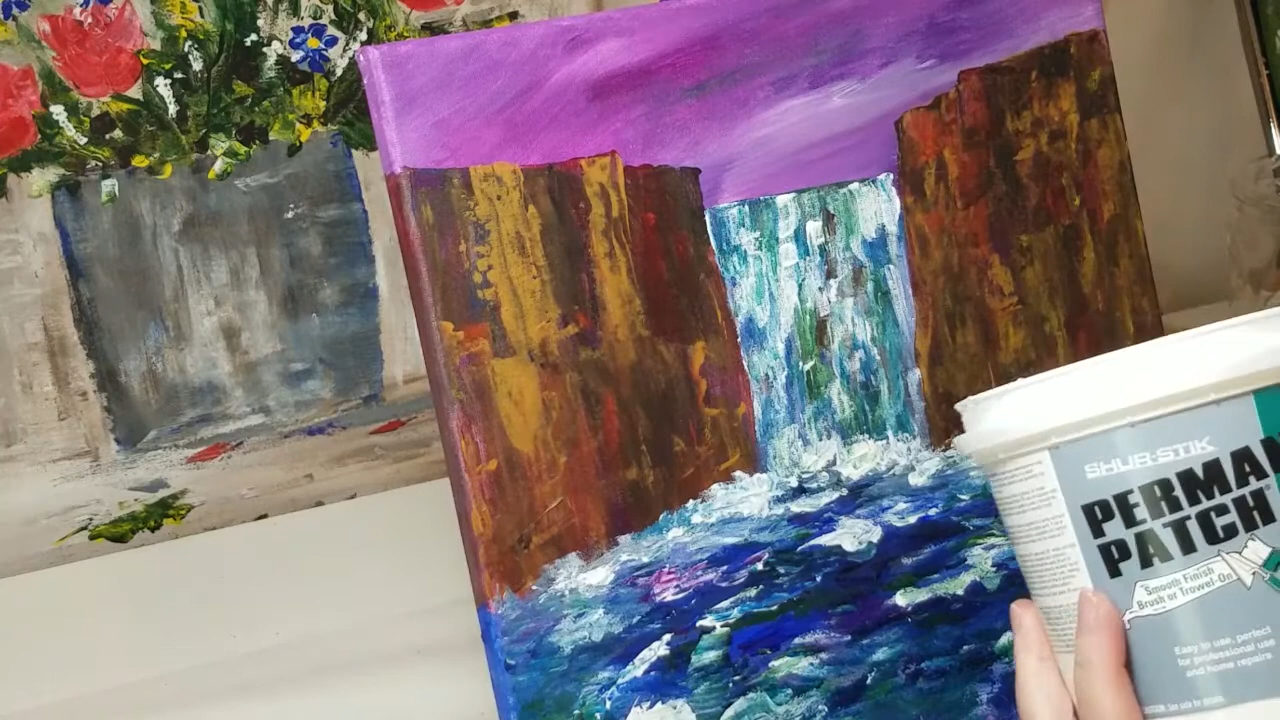 SHUR-STIK
PERMAN
PATCH
Smooth Finish
Brush or Trowel-On
Easy to use, perfect
for professional use
and home repairs.